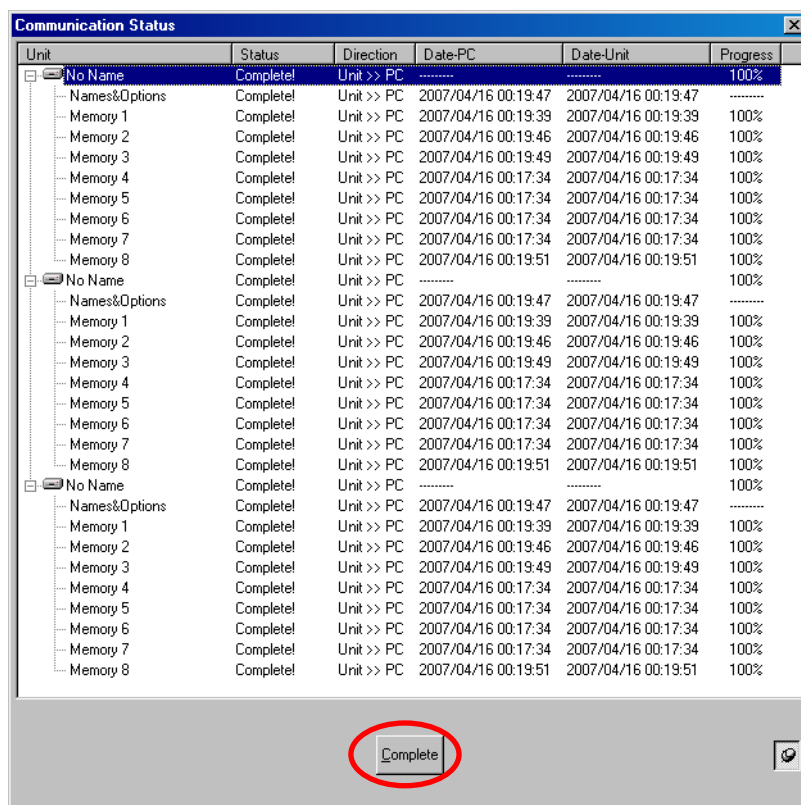 Communication Status
Unit Status Direction Date-PC Date-Unit Progress
No Name Complete! Unit >> PC --------- --------- 100%
Names&Options Complete! Unit >> PC 2007/04/16 00:19:47 2007/04/16 00:19:47 ---------
Memory 1 Complete! Unit >> PC 2007/04/16 00:19:39 2007/04/16 00:19:39 100%
Memory 2 Complete! Unit >> PC 2007/04/16 00:19:46 2007/04/16 00:19:46 100%
Memory 3 Complete! Unit >> PC 2007/04/16 00:19:49 2007/04/16 00:19:49 100%
Memory 4 Complete! Unit >> PC 2007/04/16 00:17:34 2007/04/16 00:17:34 100%
Memory 5 Complete! Unit >> PC 2007/04/16 00:17:34 2007/04/16 00:17:34 100%
Memory 6 Complete! Unit >> PC 2007/04/16 00:17:34 2007/04/16 00:17:34 100%
Memory 7 Complete! Unit >> PC 2007/04/16 00:17:34 2007/04/16 00:17:34 100%
Memory 8 Complete! Unit >> PC 2007/04/16 00:19:51 2007/04/16 00:19:51 100%
No Name Complete! Unit >> PC --------- --------- 100%
Names&Options Complete! Unit >> PC 2007/04/16 00:19:47 2007/04/16 00:19:47 ---------
Memory 1 Complete! Unit >> PC 2007/04/16 00:19:39 2007/04/16 00:19:39 100%
Memory 2 Complete! Unit >> PC 2007/04/16 00:19:46 2007/04/16 00:19:46 100%
Memory 3 Complete! Unit >> PC 2007/04/16 00:19:49 2007/04/16 00:19:49 100%
Memory 4 Complete! Unit >> PC 2007/04/16 00:17:34 2007/04/16 00:17:34 100%
Memory 5 Complete! Unit >> PC 2007/04/16 00:17:34 2007/04/16 00:17:34 100%
Memory 6 Complete! Unit >> PC 2007/04/16 00:17:34 2007/04/16 00:17:34 100%
Memory 7 Complete! Unit >> PC 2007/04/16 00:17:34 2007/04/16 00:17:34 100%
Memory 8 Complete! Unit >> PC 2007/04/16 00:19:51 2007/04/16 00:19:51 100%
No Name Complete! Unit >> PC --------- --------- 100%
Names&Options Complete! Unit >> PC 2007/04/16 00:19:47 2007/04/16 00:19:47 ---------
Memory 1 Complete! Unit >> PC 2007/04/16 00:19:39 2007/04/16 00:19:39 100%
Memory 2 Complete! Unit >> PC 2007/04/16 00:19:46 2007/04/16 00:19:46 100%
Memory 3 Complete! Unit >> PC 2007/04/16 00:19:49 2007/04/16 00:19:49 100%
Memory 4 Complete! Unit >> PC 2007/04/16 00:17:34 2007/04/16 00:17:34 100%
Memory 5 Complete! Unit >> PC 2007/04/16 00:17:34 2007/04/16 00:17:34 100%
Memory 6 Complete! Unit >> PC 2007/04/16 00:17:34 2007/04/16 00:17:34 100%
Memory 7 Complete! Unit >> PC 2007/04/16 00:17:34 2007/04/16 00:17:34 100%
Memory 8 Complete! Unit >> PC 2007/04/16 00:19:51 2007/04/16 00:19:51 100%
Complete